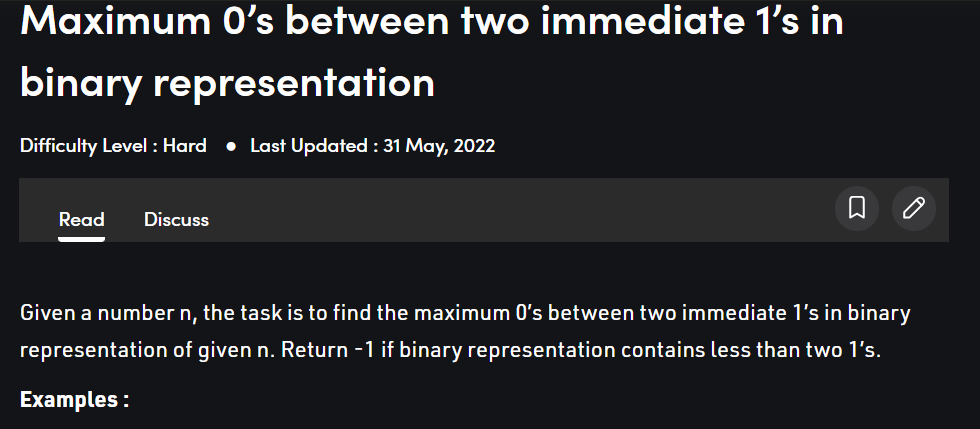 Maximum 0’s between two immediate 1’s in
binary representation
Difficulty Level : Hard ● Last Updated : 31 May, 2022
Read Discuss
Given a number n, the task is to find the maximum 0’s between two immediate 1’s in binary
representation of given n. Return -1 if binary representation contains less than two 1’s.
Examples :